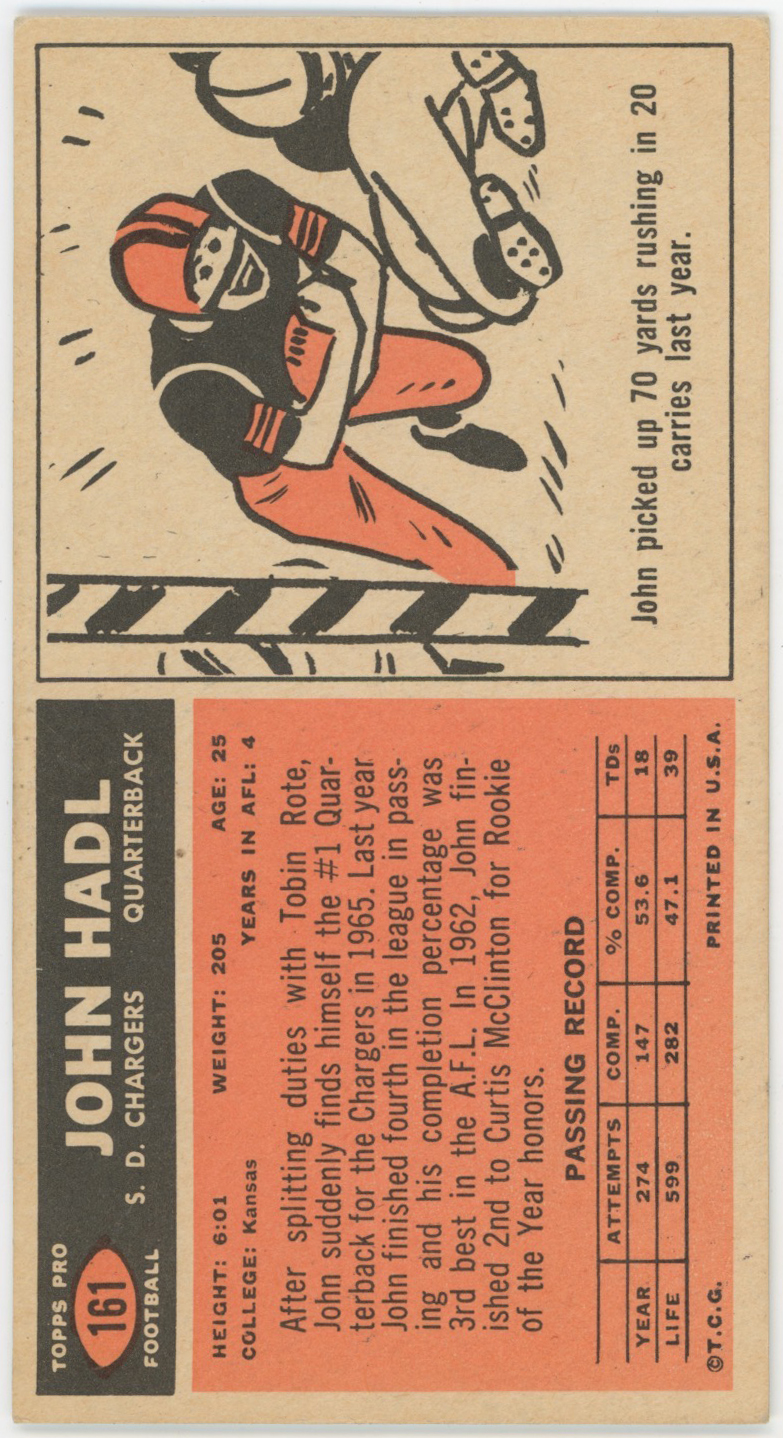 TOPPS PRO
161
FOOTBALL
JOHN HADL
S. D. CHARGERS QUARTERBACK
HEIGHT: 6:01 WEIGHT: 205 AGE: 25
COLLEGE: Kansas YEARS IN AFL: 4
After splitting duties with Tobin Rote,
John suddenly finds himself the #1 Quar-
terback for the Chargers in 1965. Last year
John finished fourth in the league in pass-
ing and his completion percentage was
3rd best in the A.F.L. In 1962, John fin-
ished 2nd to Curtis McClinton for Rookie
of the Year honors.
PASSING RECORD
ATTEMPTS COMP. % COMP. TDs
YEAR 274 147 53.6 18
LIFE 599 282 47.1 39
©T.C.G. PRINTED IN U.S.A.
John picked up 70 yards rushing in 20
carries last year.